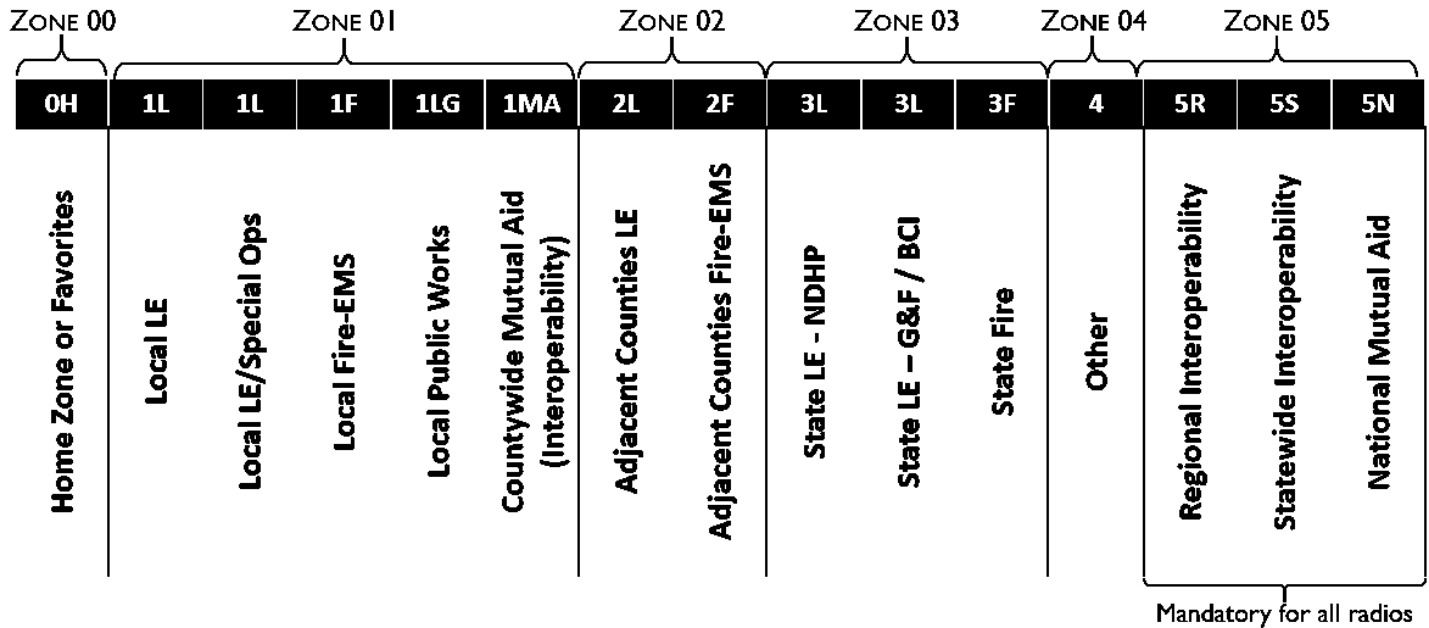 ZONE 00 ZONE 01 ZONE 02 ZONE 03 ZONE 04 ZONE 05
0H 1L 1L 1F 1LG 1MA 2L 2F 3L 3L 3F 4 5R 5S 5N
Home Zone or Favorites
Local LE
Local LE/Special Ops
Local Fire-EMS
Local Public Works
Countywide Mutual Aid
(Interoperability)
Adjacent Counties LE
Adjacent Counties Fire-EMS
State LE - NDHP
State LE – G&F / BCI
State Fire
Other
Regional Interoperability
Statewide Interoperability
National Mutual Aid
Mandatory for all radios